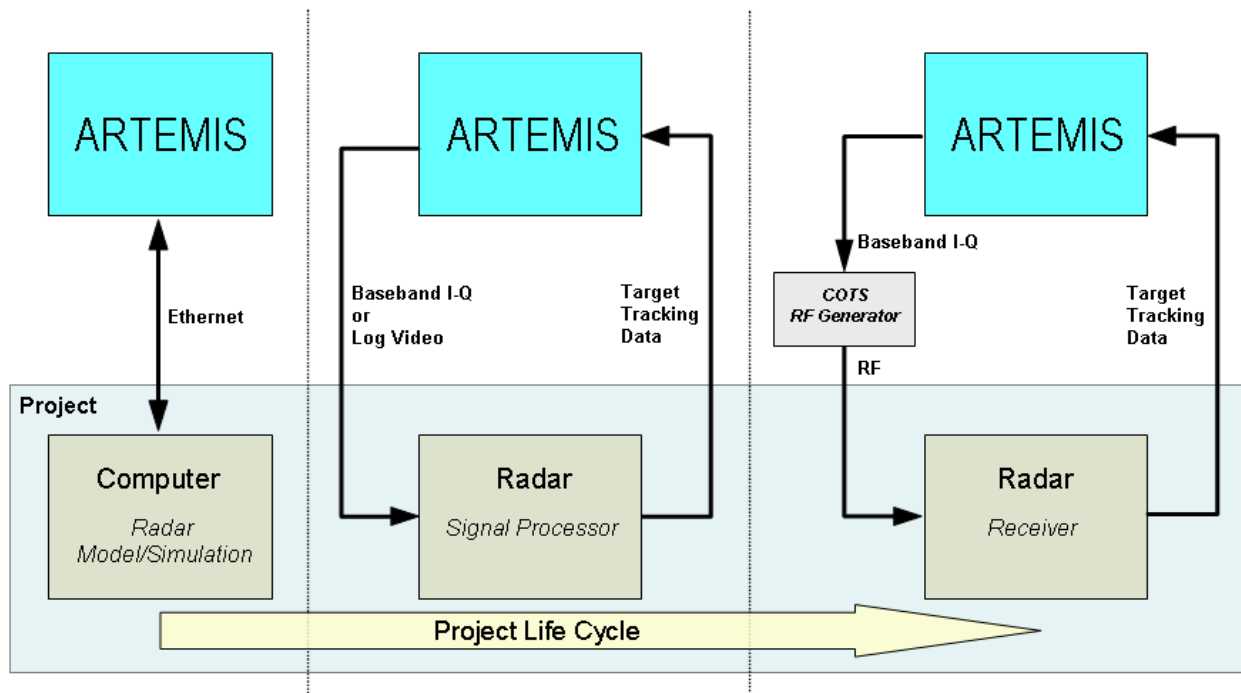 ARTEMIS
ARTEMIS
ARTEMIS
Ethernet
Baseband I-Q
or
Log Video
Target
Tracking
Data
Baseband I-Q
COTS
RF Generator
RF
Target
Tracking
Data
Project
Computer
Radar
Model/Simulation
Radar
Signal Processor
Radar
Receiver
Project Life Cycle